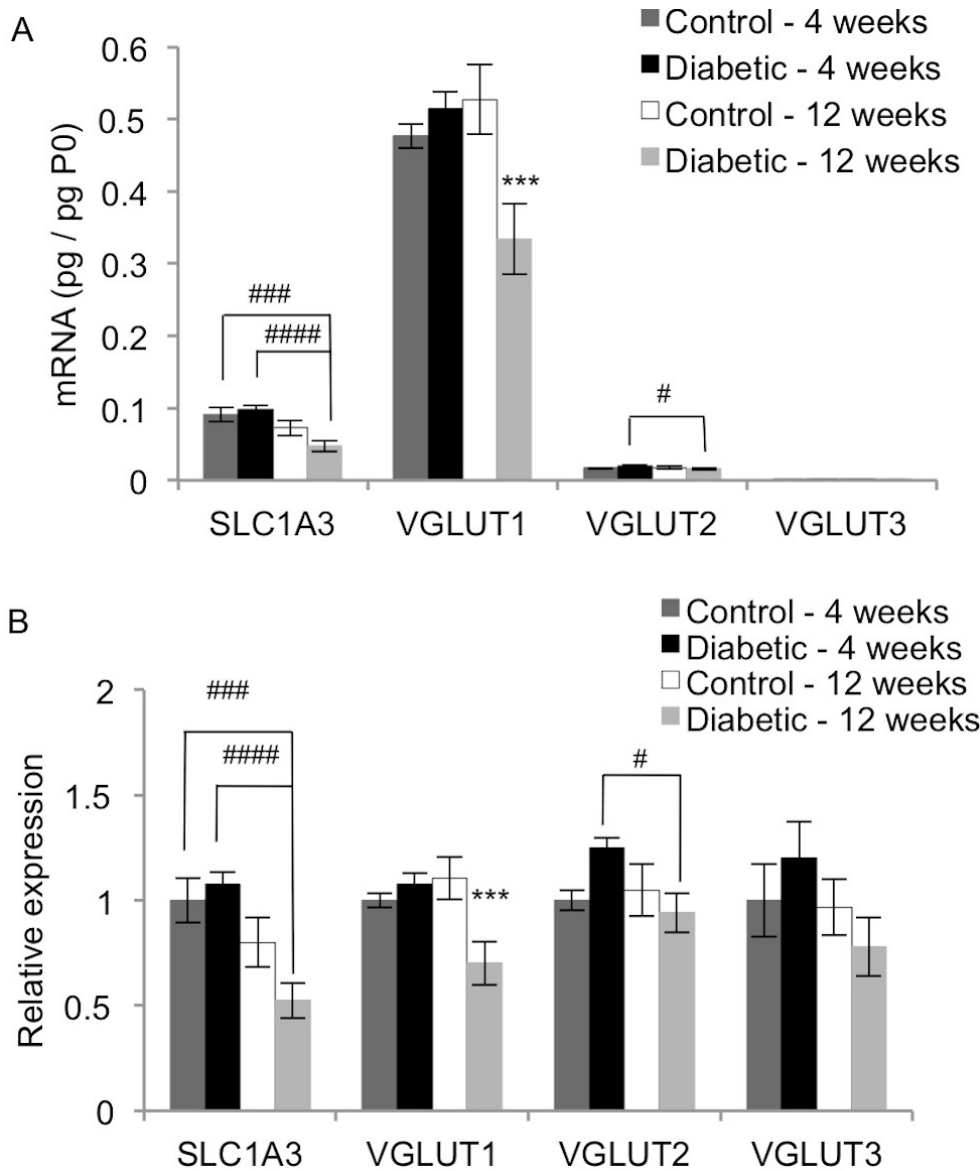 A
Control - 4 weeks
Diabetic - 4 weeks
Control - 12 weeks
Diabetic - 12 weeks
mRNA (pg / pg P0)
0.6
0.5
0.4
0.3
0.2
0.1
0
###
####
***
#
SLC1A3 VGLUT1 VGLUT2 VGLUT3
B
Control - 4 weeks
Diabetic - 4 weeks
Control - 12 weeks
Diabetic - 12 weeks
Relative expression
2
1.5
1
0.5
0
###
####
***
#
SLC1A3 VGLUT1 VGLUT2 VGLUT3